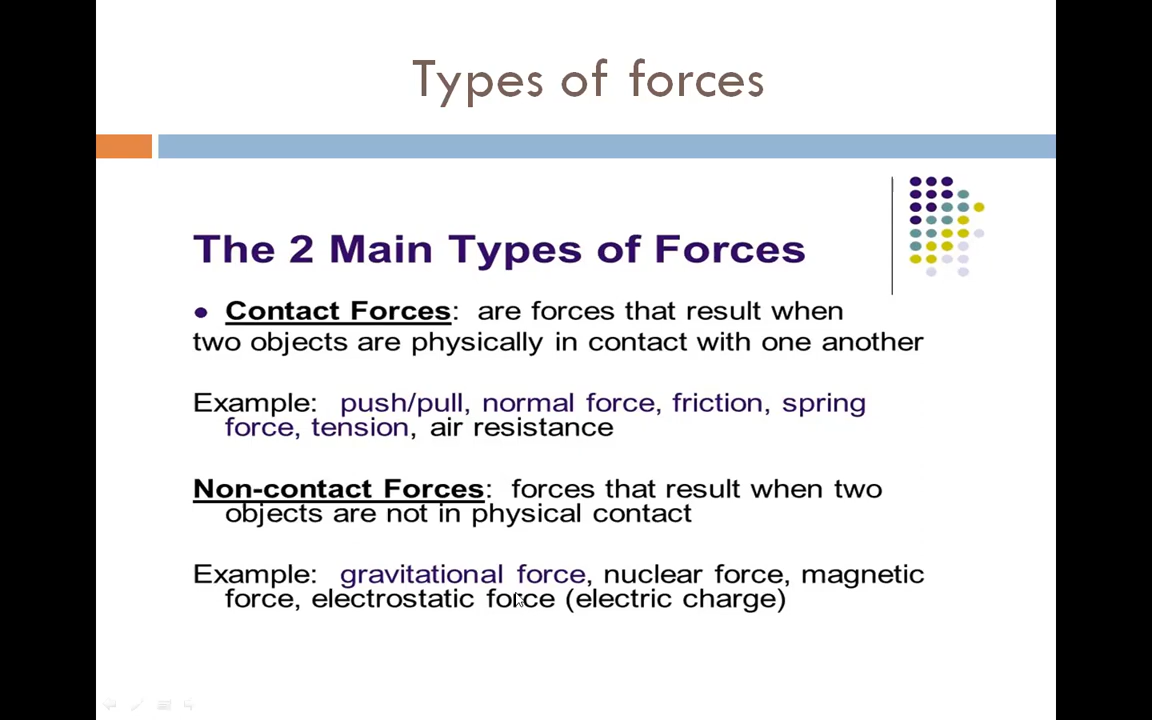 Types of forces
The 2 Main Types of Forces
● Contact Forces: are forces that result when
two objects are physically in contact with one another
Example: push/pull, normal force, friction, spring
force, tension, air resistance
Non-contact Forces: forces that result when two
objects are not in physical contact
Example: gravitational force, nuclear force, magnetic
force, electrostatic force (electric charge)